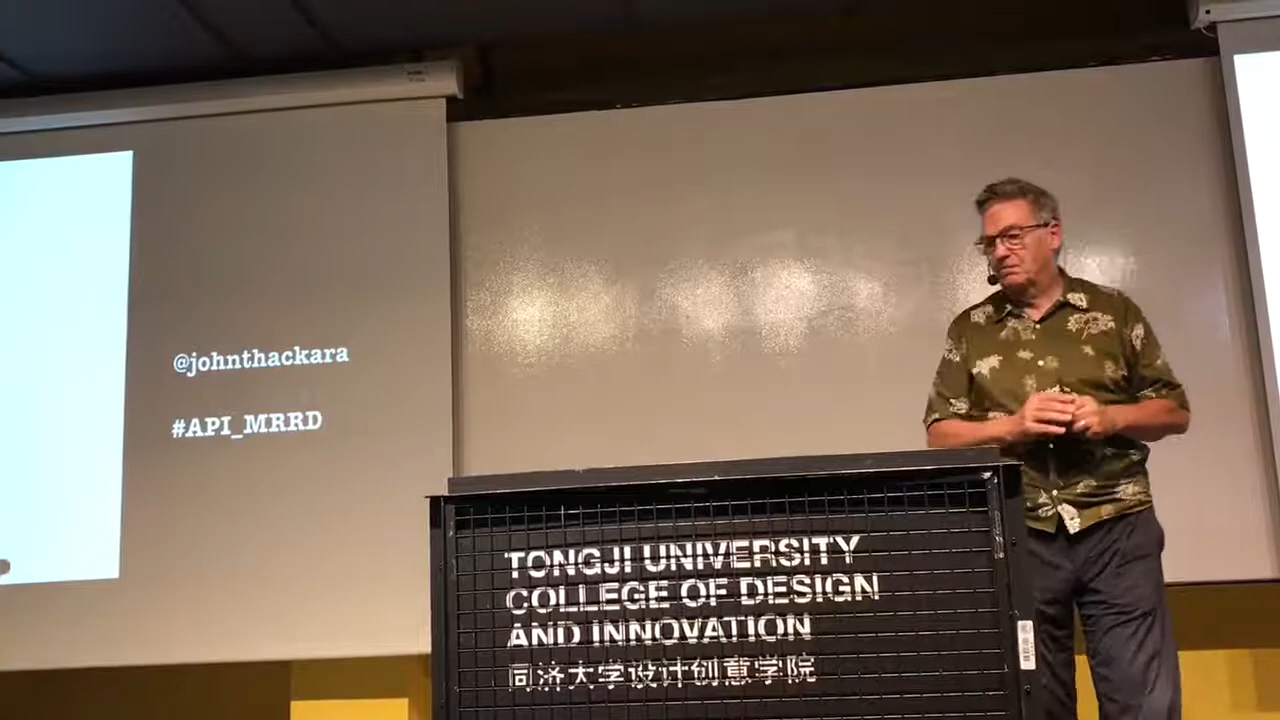 @johnthackara
#API_MRRD
TONGJI UNIVERSITY
COLLEGE OF DESIGN
AND INNOVATION
同济大学设计创意学院